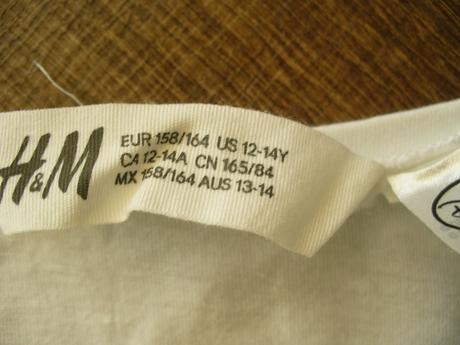 H&M
EUR 158/164 US 12-14Y
CA 12-14A CN 165/84
MX 158/164 AUS 13-14